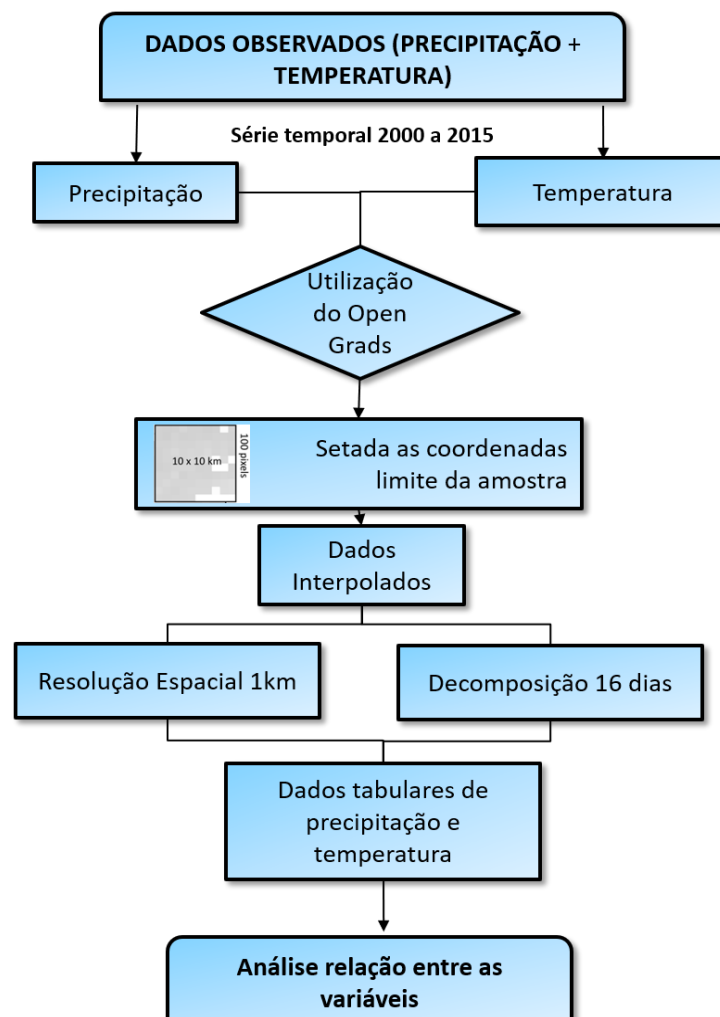 DADOS OBSERVADOS (PRECIPITAÇÃO +
TEMPERATURA)
Série temporal 2000 a 2015
Precipitação
Temperatura
Utilização
do Open
Grads
10 x 10 km
100 pixels
Setada as coordenadas
limite da amostra
Dados
Interpolados
Resolução Espacial 1km
Decomposição 16 dias
Dados tabulares de
precipitação e
temperatura
Análise relação entre as
variáveis